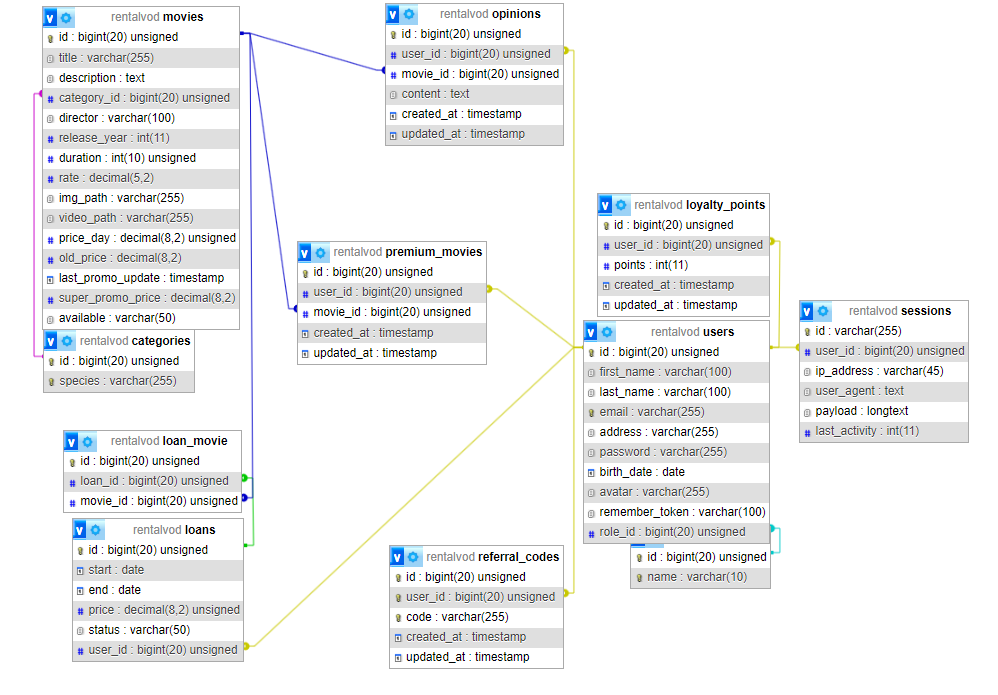 rentalvod movies
id : bigint(20) unsigned
title : varchar(255)
description : text
category_id : bigint(20) unsigned
director : varchar(100)
release_year : int(11)
duration : int(10) unsigned
rate : decimal(5,2)
img_path : varchar(255)
video_path : varchar(255)
price_day : decimal(8,2) unsigned
old_price : decimal(8,2)
last_promo_update : timestamp
super_promo_price : decimal(8,2)
available : varchar(50)
rentalvod categories
id : bigint(20) unsigned
species : varchar(255)
rentalvod loan_movie
id : bigint(20) unsigned
loan_id : bigint(20) unsigned
movie_id : bigint(20) unsigned
rentalvod loans
id : bigint(20) unsigned
start : date
end : date
price : decimal(8,2) unsigned
status : varchar(50)
user_id : bigint(20) unsigned
rentalvod opinions
id : bigint(20) unsigned
user_id : bigint(20) unsigned
movie_id : bigint(20) unsigned
content : text
created_at : timestamp
updated_at : timestamp
rentalvod premium_movies
id : bigint(20) unsigned
user_id : bigint(20) unsigned
movie_id : bigint(20) unsigned
created_at : timestamp
updated_at : timestamp
rentalvod referral_codes
id : bigint(20) unsigned
user_id : bigint(20) unsigned
code : varchar(255)
created_at : timestamp
updated_at : timestamp
rentalvod loyalty_points
id : bigint(20) unsigned
user_id : bigint(20) unsigned
points : int(11)
created_at : timestamp
updated_at : timestamp
rentalvod users
id : bigint(20) unsigned
first_name : varchar(100)
last_name : varchar(100)
email : varchar(255)
address : varchar(255)
password : varchar(255)
birth_date : date
avatar : varchar(255)
remember_token : varchar(100)
role_id : bigint(20) unsigned
id : bigint(20) unsigned
name : varchar(10)
rentalvod sessions
id : varchar(255)
user_id : bigint(20) unsigned
ip_address : varchar(45)
user_agent : text
payload : longtext
last_activity : int(11)